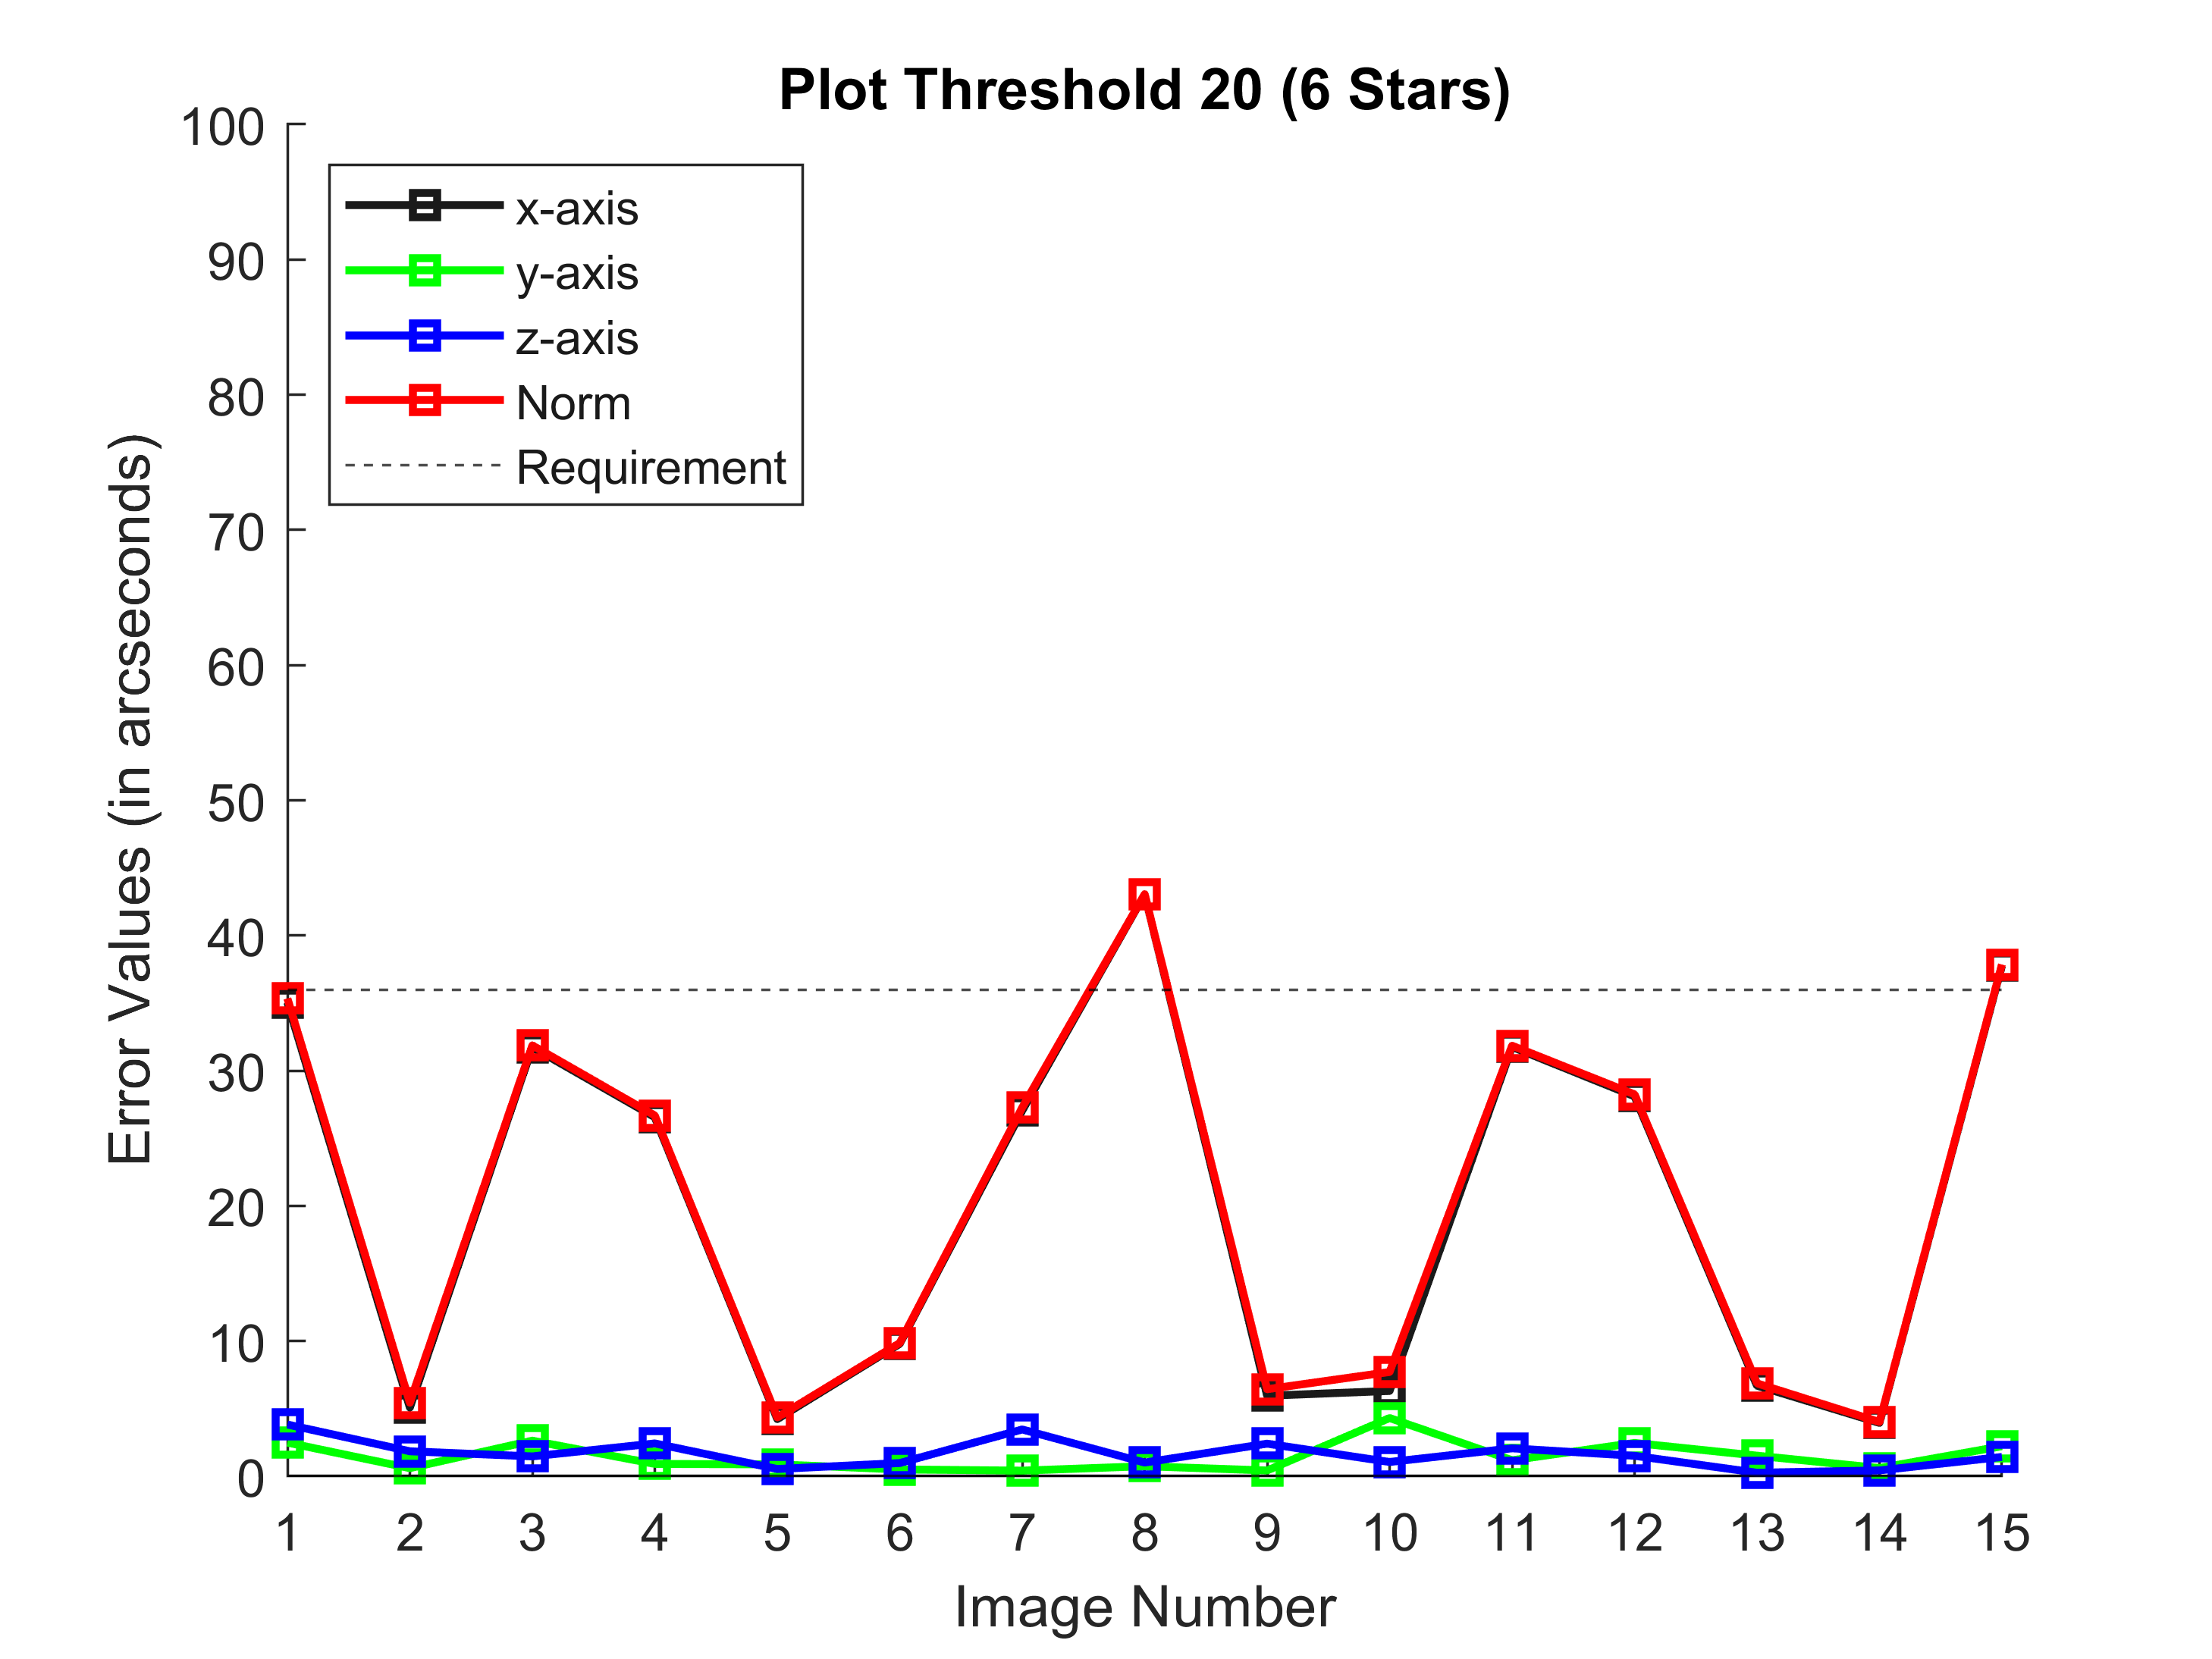 Plot Threshold 20 (6 Stars)
100
90
80
70
60
50
40
30
20
10
0
Error Values (in arcseconds)
x-axis
y-axis
z-axis
Norm
Requirement
1 2 3 4 5 6 7 8 9 10 11 12 13 14 15
Image Number